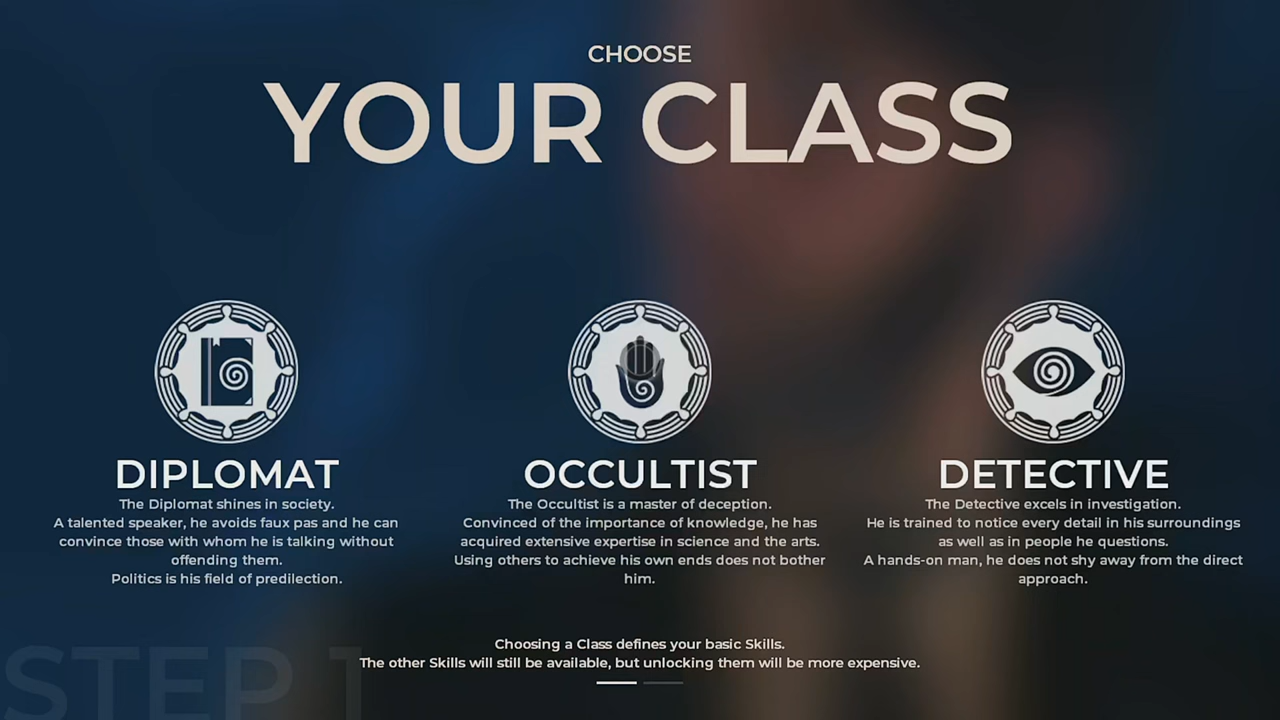 CHOOSE
YOUR CLASS
DIPLOMAT
The Diplomat shines in society.
A talented speaker, he avoids faux pas and he can
convince those with whom he is talking without
offending them.
Politics is his field of predilection.
OCCULTIST
The Occultist is a master of deception.
Convinced of the importance of knowledge, he has
acquired extensive expertise in science and the arts.
Using others to achieve his own ends does not bother
him.
DETECTIVE
The Detective excels in investigation.
He is trained to notice every detail in his surroundings
as well as in people he questions.
A hands-on man, he does not shy away from the direct
approach.
Choosing a Class defines your basic Skills.
The other Skills will still be available, but unlocking them will be more expensive.
STEP 1